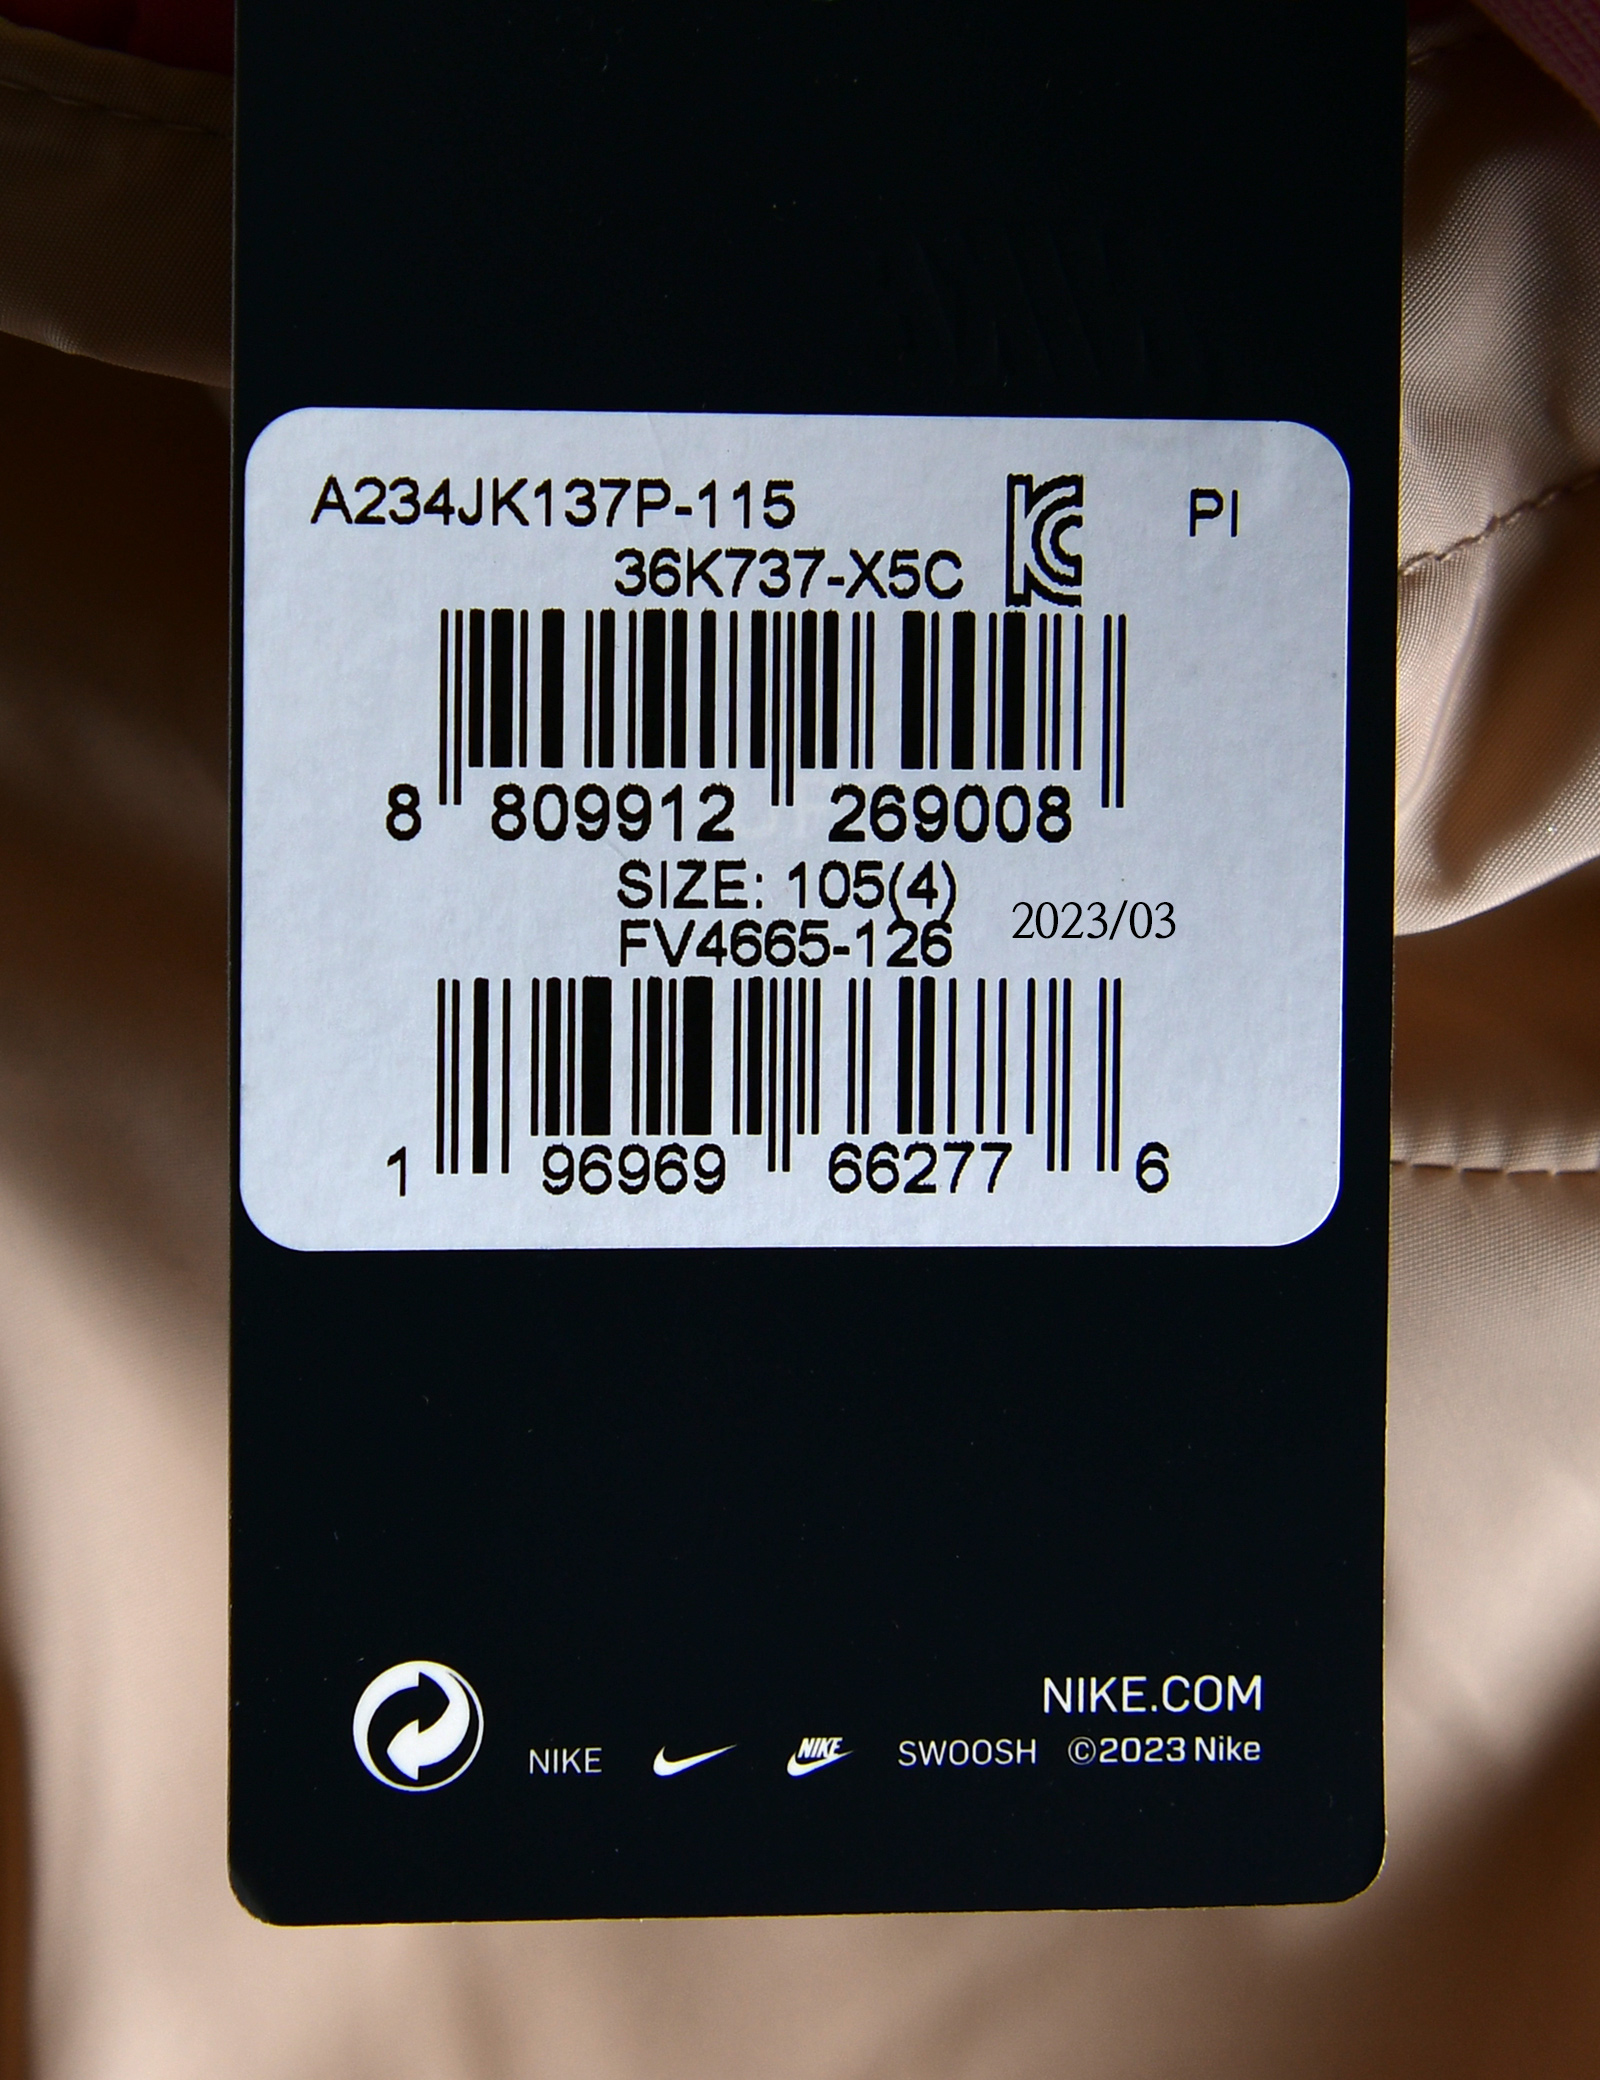 A234JK137P-115
PI
36K737-X5C
8 809912 269008
SIZE: 105(4)
2023/03
FV4665-126
1 96969 66277 6
NIKE.COM
NIKE NIKE SWOOSH ©2023 Nike